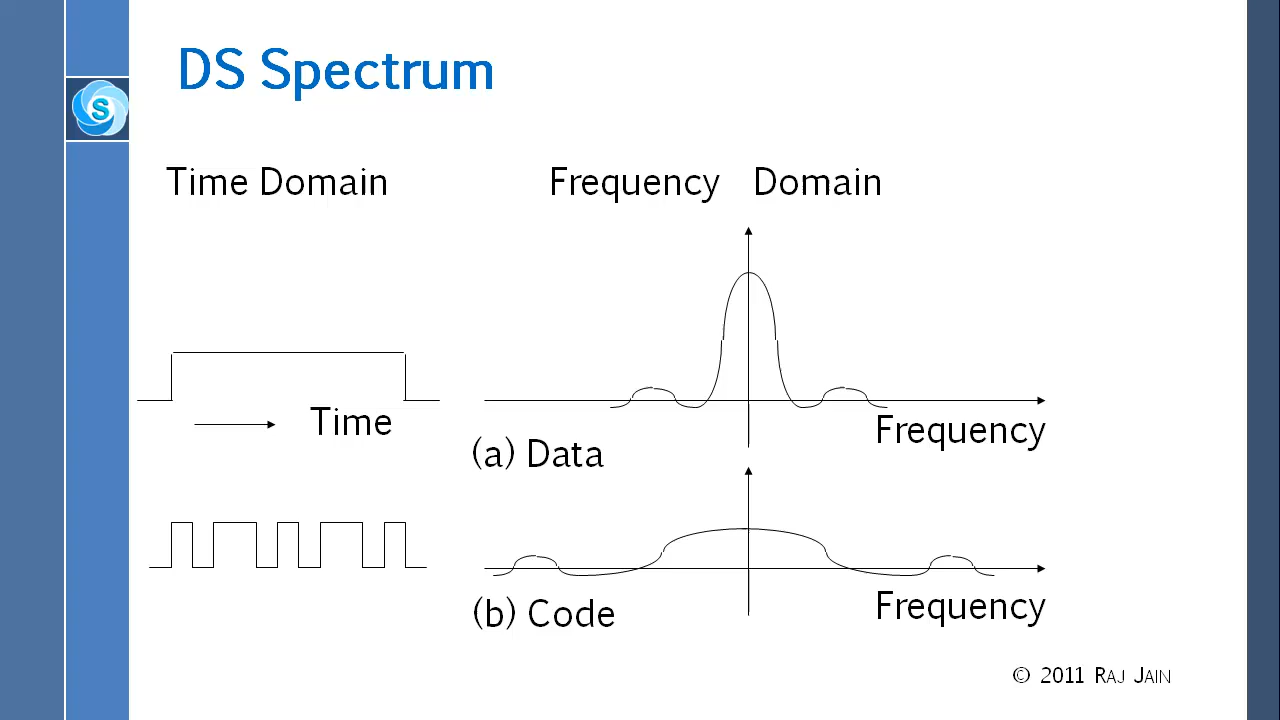 DS Spectrum
S
Time Domain
Frequency Domain
Time
Frequency
(a) Data
Frequency
(b) Code
© 2011 RAJ JAIN